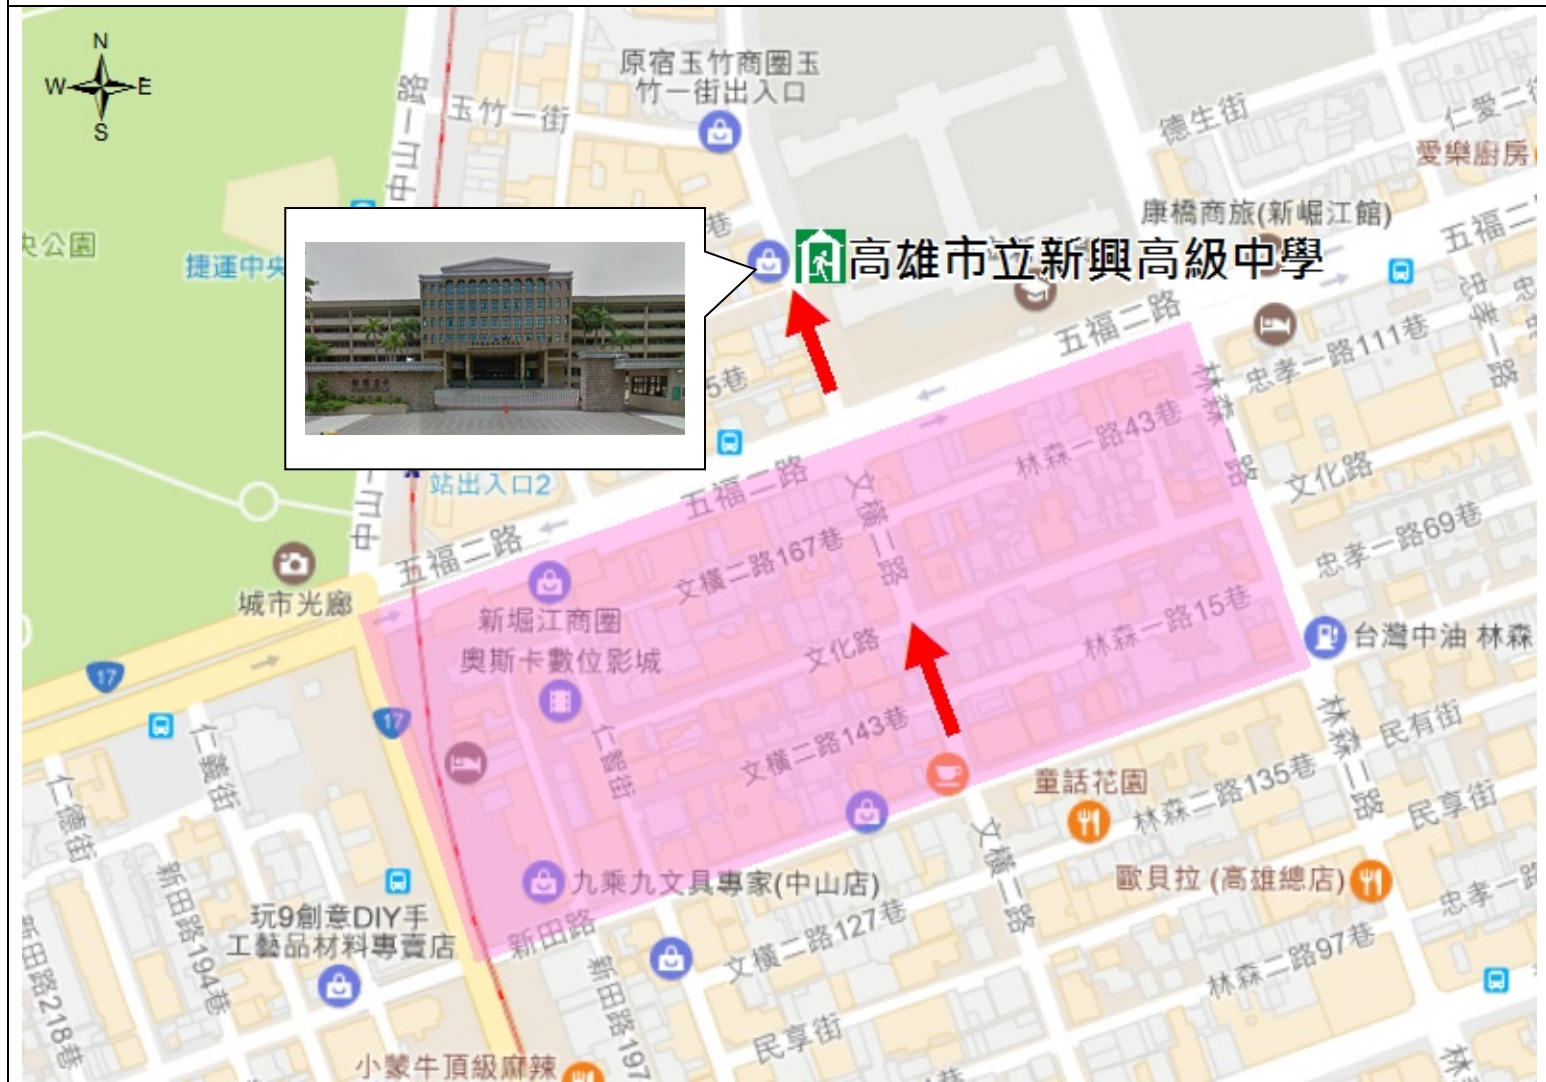 N
W
E
S
原宿玉竹商圈玉
竹一街出入口
玉竹一街
中山一路
德生街
仁愛二街
愛樂廚房
康橋商旅(新崛江館)
五福二
央公園
捷運中央
巷
高雄市立新興高級中學
五福二路
忠孝一路
忠孝一路111巷
5巷
林森一路
林森一路43巷
文化路
站出入口2
五福二路
文橫二路
中山一
五福二路
文橫二路167巷
忠孝一路69巷
城市光廊
新堀江商圈
奧斯卡數位影城
文化路
林森一路15巷
台灣中油 林森
17
17
仁義街
仁智街
文橫二路143巷
童話花園
林森二路
民有街
仁德街
林森二路135巷
民享街
文橫二路
九乘九文具專家(中山店)
歐貝拉 (高雄總店)
忠孝一路
新田路194巷
玩9創意DIY手
工藝品材料專賣店
新田路
文橫二路127巷
林森二路97巷
新田路218巷
新田路197
民享街
小蒙牛頂級麻辣
林